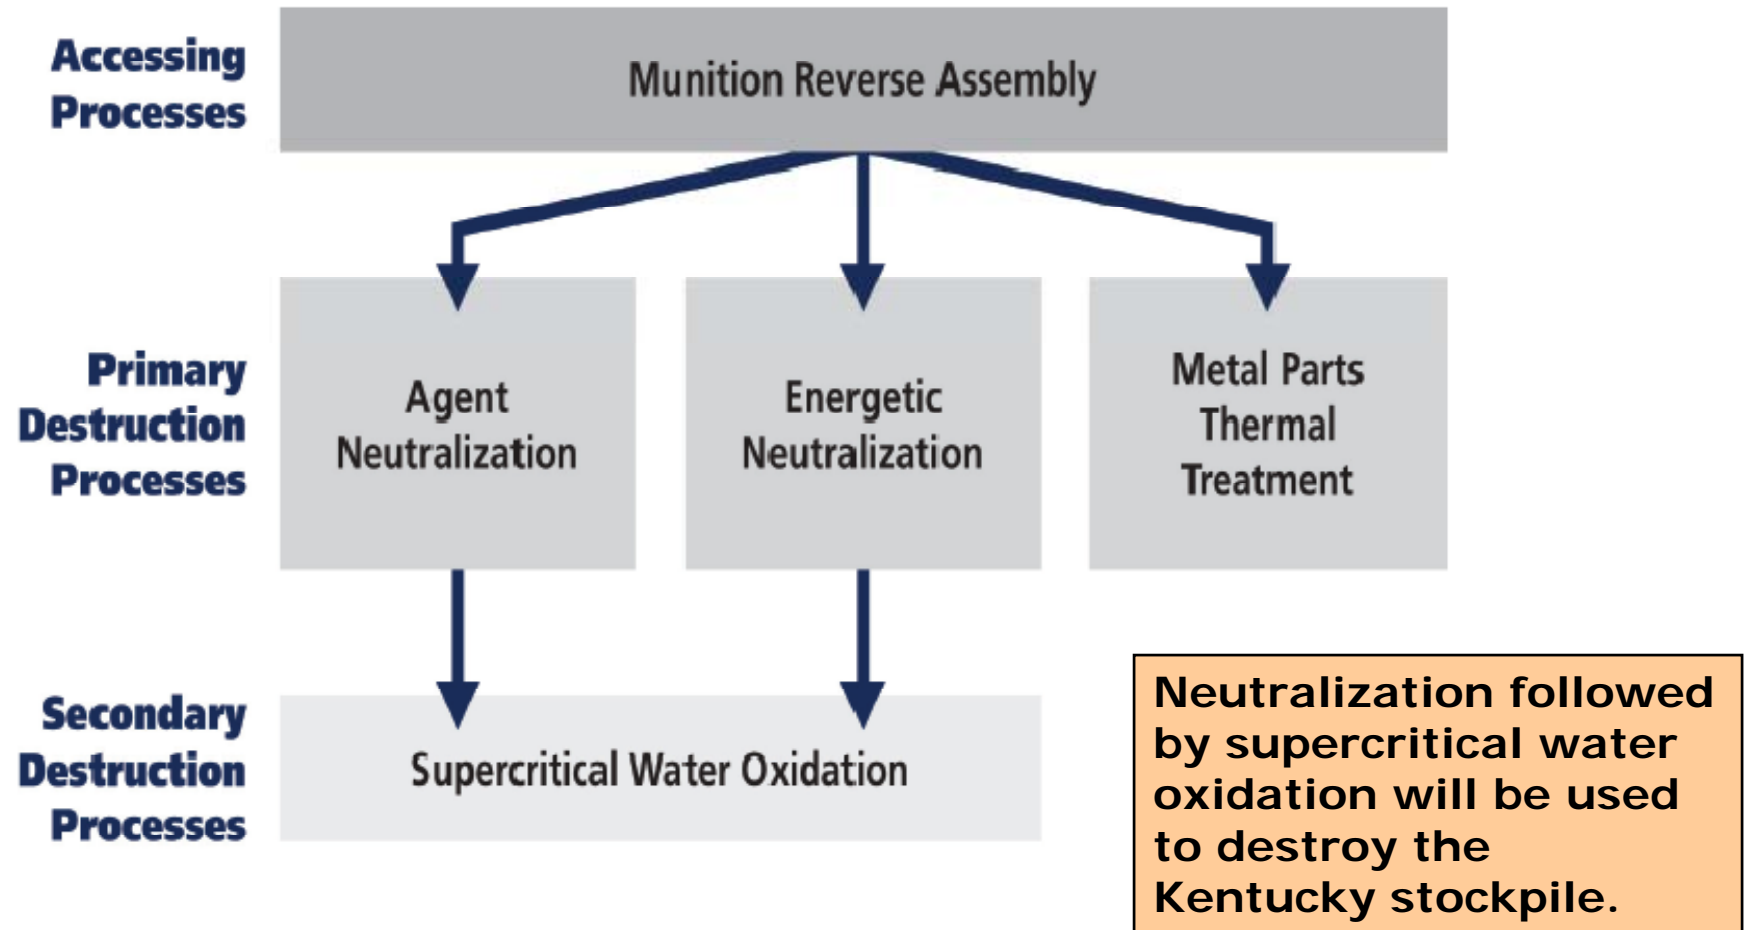 Accessing
Processes
Munition Reverse Assembly
Primary
Destruction
Processes
Agent
Neutralization
Energetic
Neutralization
Metal Parts
Thermal
Treatment
Secondary
Destruction
Processes
Supercritical Water Oxidation
Neutralization followed
by supercritical water
oxidation will be used
to destroy the
Kentucky stockpile.